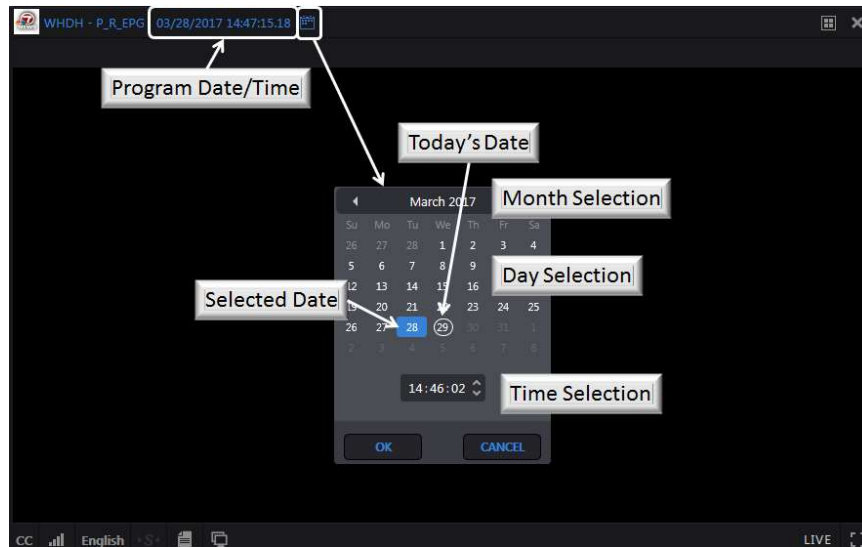 WHDH - P_R_EPG 03/28/2017 14:47:15.18
Program Date/Time
Today's Date
March 2017
Month Selection
Su Mo Tu We Th Fr Sa
26 27 28 1 2 3 4
5 6 7 8 9
Day Selection
12 13 14 15 16
Selected Date
19 20 21 23 24 25
26 27 28 29 30 31 1
2 3 4 5 6 7 8
14:46:02
Time Selection
OK CANCEL
CC English S LIVE